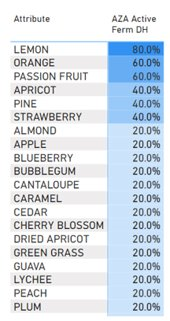 Attribute AZA Active
Ferm DH
LEMON 80.0%
ORANGE 60.0%
PASSION FRUIT 60.0%
APRICOT 40.0%
PINE 40.0%
STRAWBERRY 40.0%
ALMOND 20.0%
APPLE 20.0%
BLUEBERRY 20.0%
BUBBLEGUM 20.0%
CANTALOUPE 20.0%
CARAMEL 20.0%
CEDAR 20.0%
CHERRY BLOSSOM 20.0%
DRIED APRICOT 20.0%
GREEN GRASS 20.0%
GUAVA 20.0%
LYCHEE 20.0%
PEACH 20.0%
PLUM 20.0%